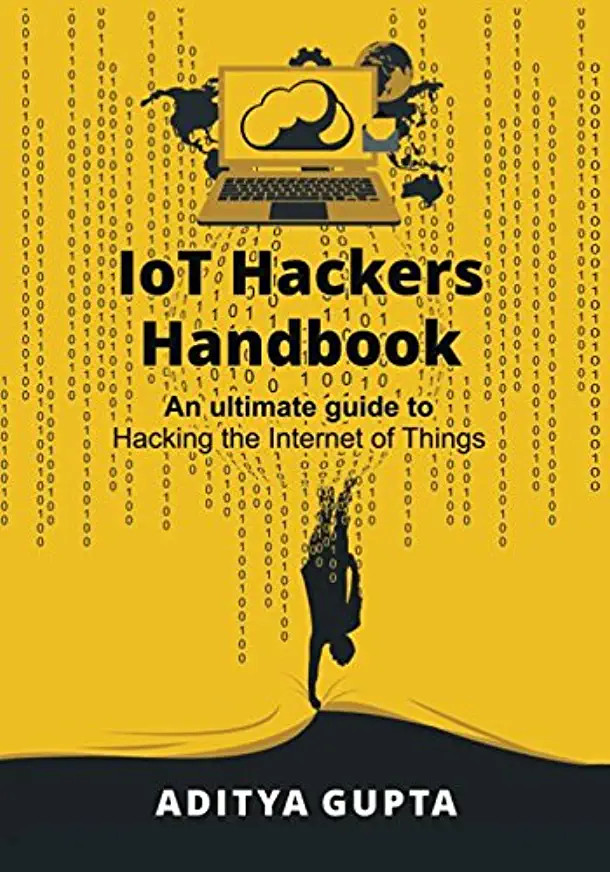 IoT Hackers
Handbook
An ultimate guide to
Hacking the Internet of Things
ADITYA GUPTA